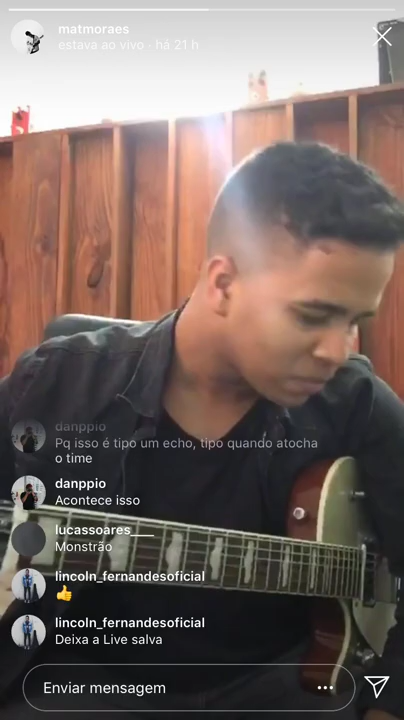 matmoraes
estava ao vivo · há 21 h
danppio
Pq isso é tipo um echo, tipo quando atocha
o time
danppio
Acontece isso
lucassoares___
Monstrão
lincoln_fernandesoficial
👍
lincoln_fernandesoficial
Deixa a Live salva
Enviar mensagem